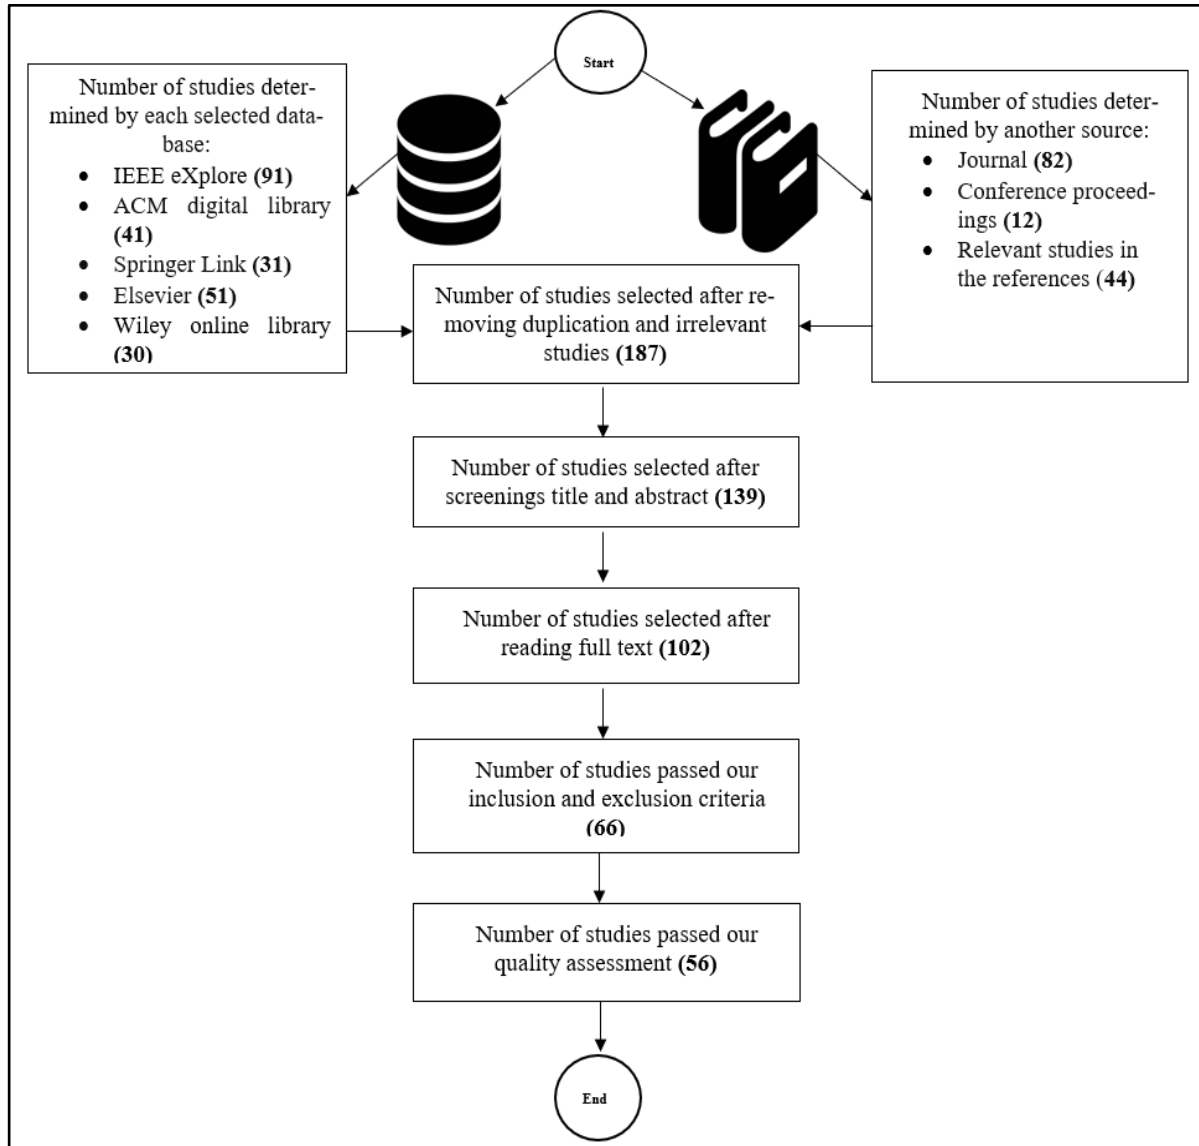 Start
Number of studies deter-
mined by each selected data-
base:
• IEEE eXplore (91)
• ACM digital library
(41)
• Springer Link (31)
• Elsevier (51)
• Wiley online library
(30)
Number of studies deter-
mined by another source:
• Journal (82)
• Conference proceed-
ings (12)
• Relevant studies in
the references (44)
Number of studies selected after re-
moving duplication and irrelevant
studies (187)
Number of studies selected after
screenings title and abstract (139)
Number of studies selected after
reading full text (102)
Number of studies passed our
inclusion and exclusion criteria
(66)
Number of studies passed our
quality assessment (56)
End